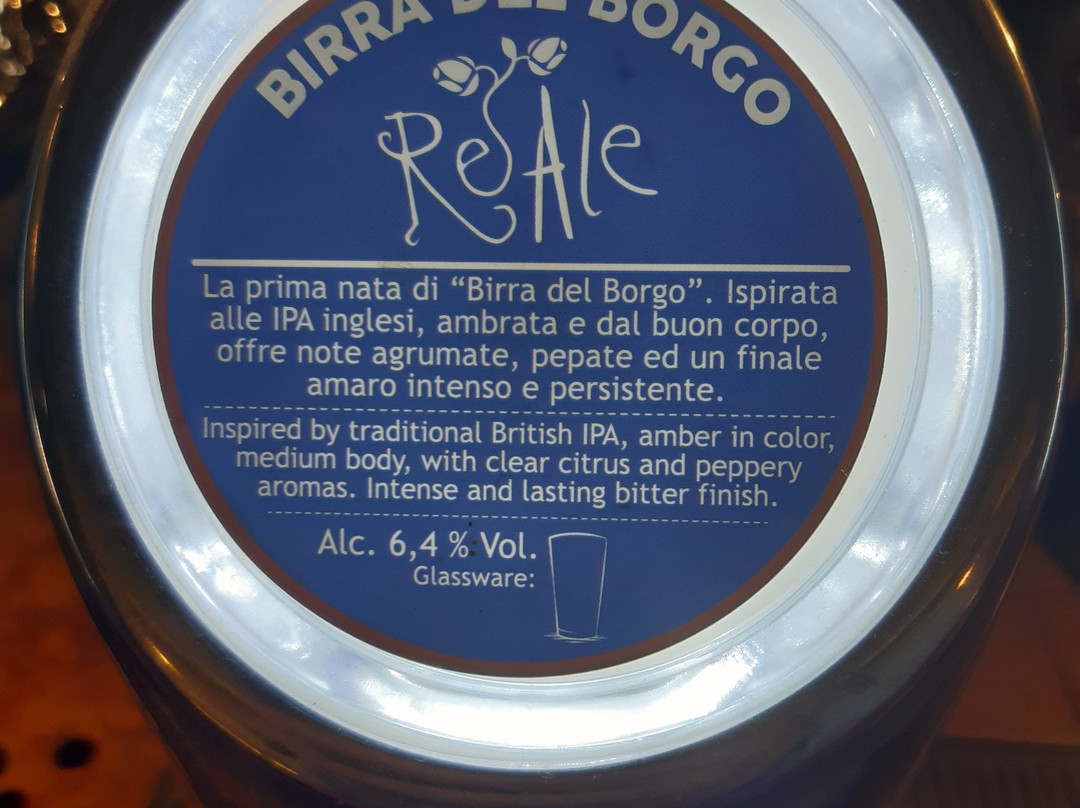 BIRRA DEL BORGO
ReAle
La prima nata di “Birra del Borgo”. Ispirata
alle IPA inglesi, ambrata e dal buon corpo,
offre note agrumate, pepate ed un finale
amaro intenso e persistente.
Inspired by traditional British IPA, amber in color,
medium body, with clear citrus and peppery
aromas. Intense and lasting bitter finish.
Alc. 6,4 % Vol.
Glassware: